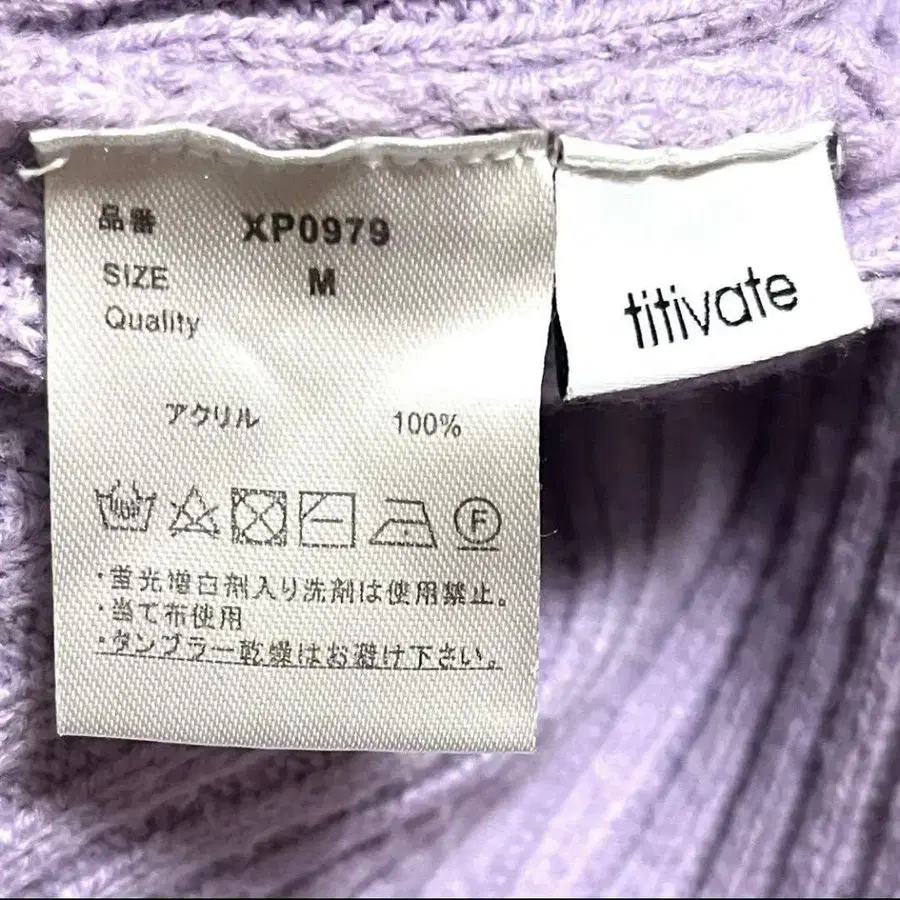 品番 XP0979
SIZE M
Quality
アクリル 100%
F
・蛍光増白剤入り洗剤は使用禁止。
・当て布使用
・タンブラー乾燥はお避け下さい。
titivate